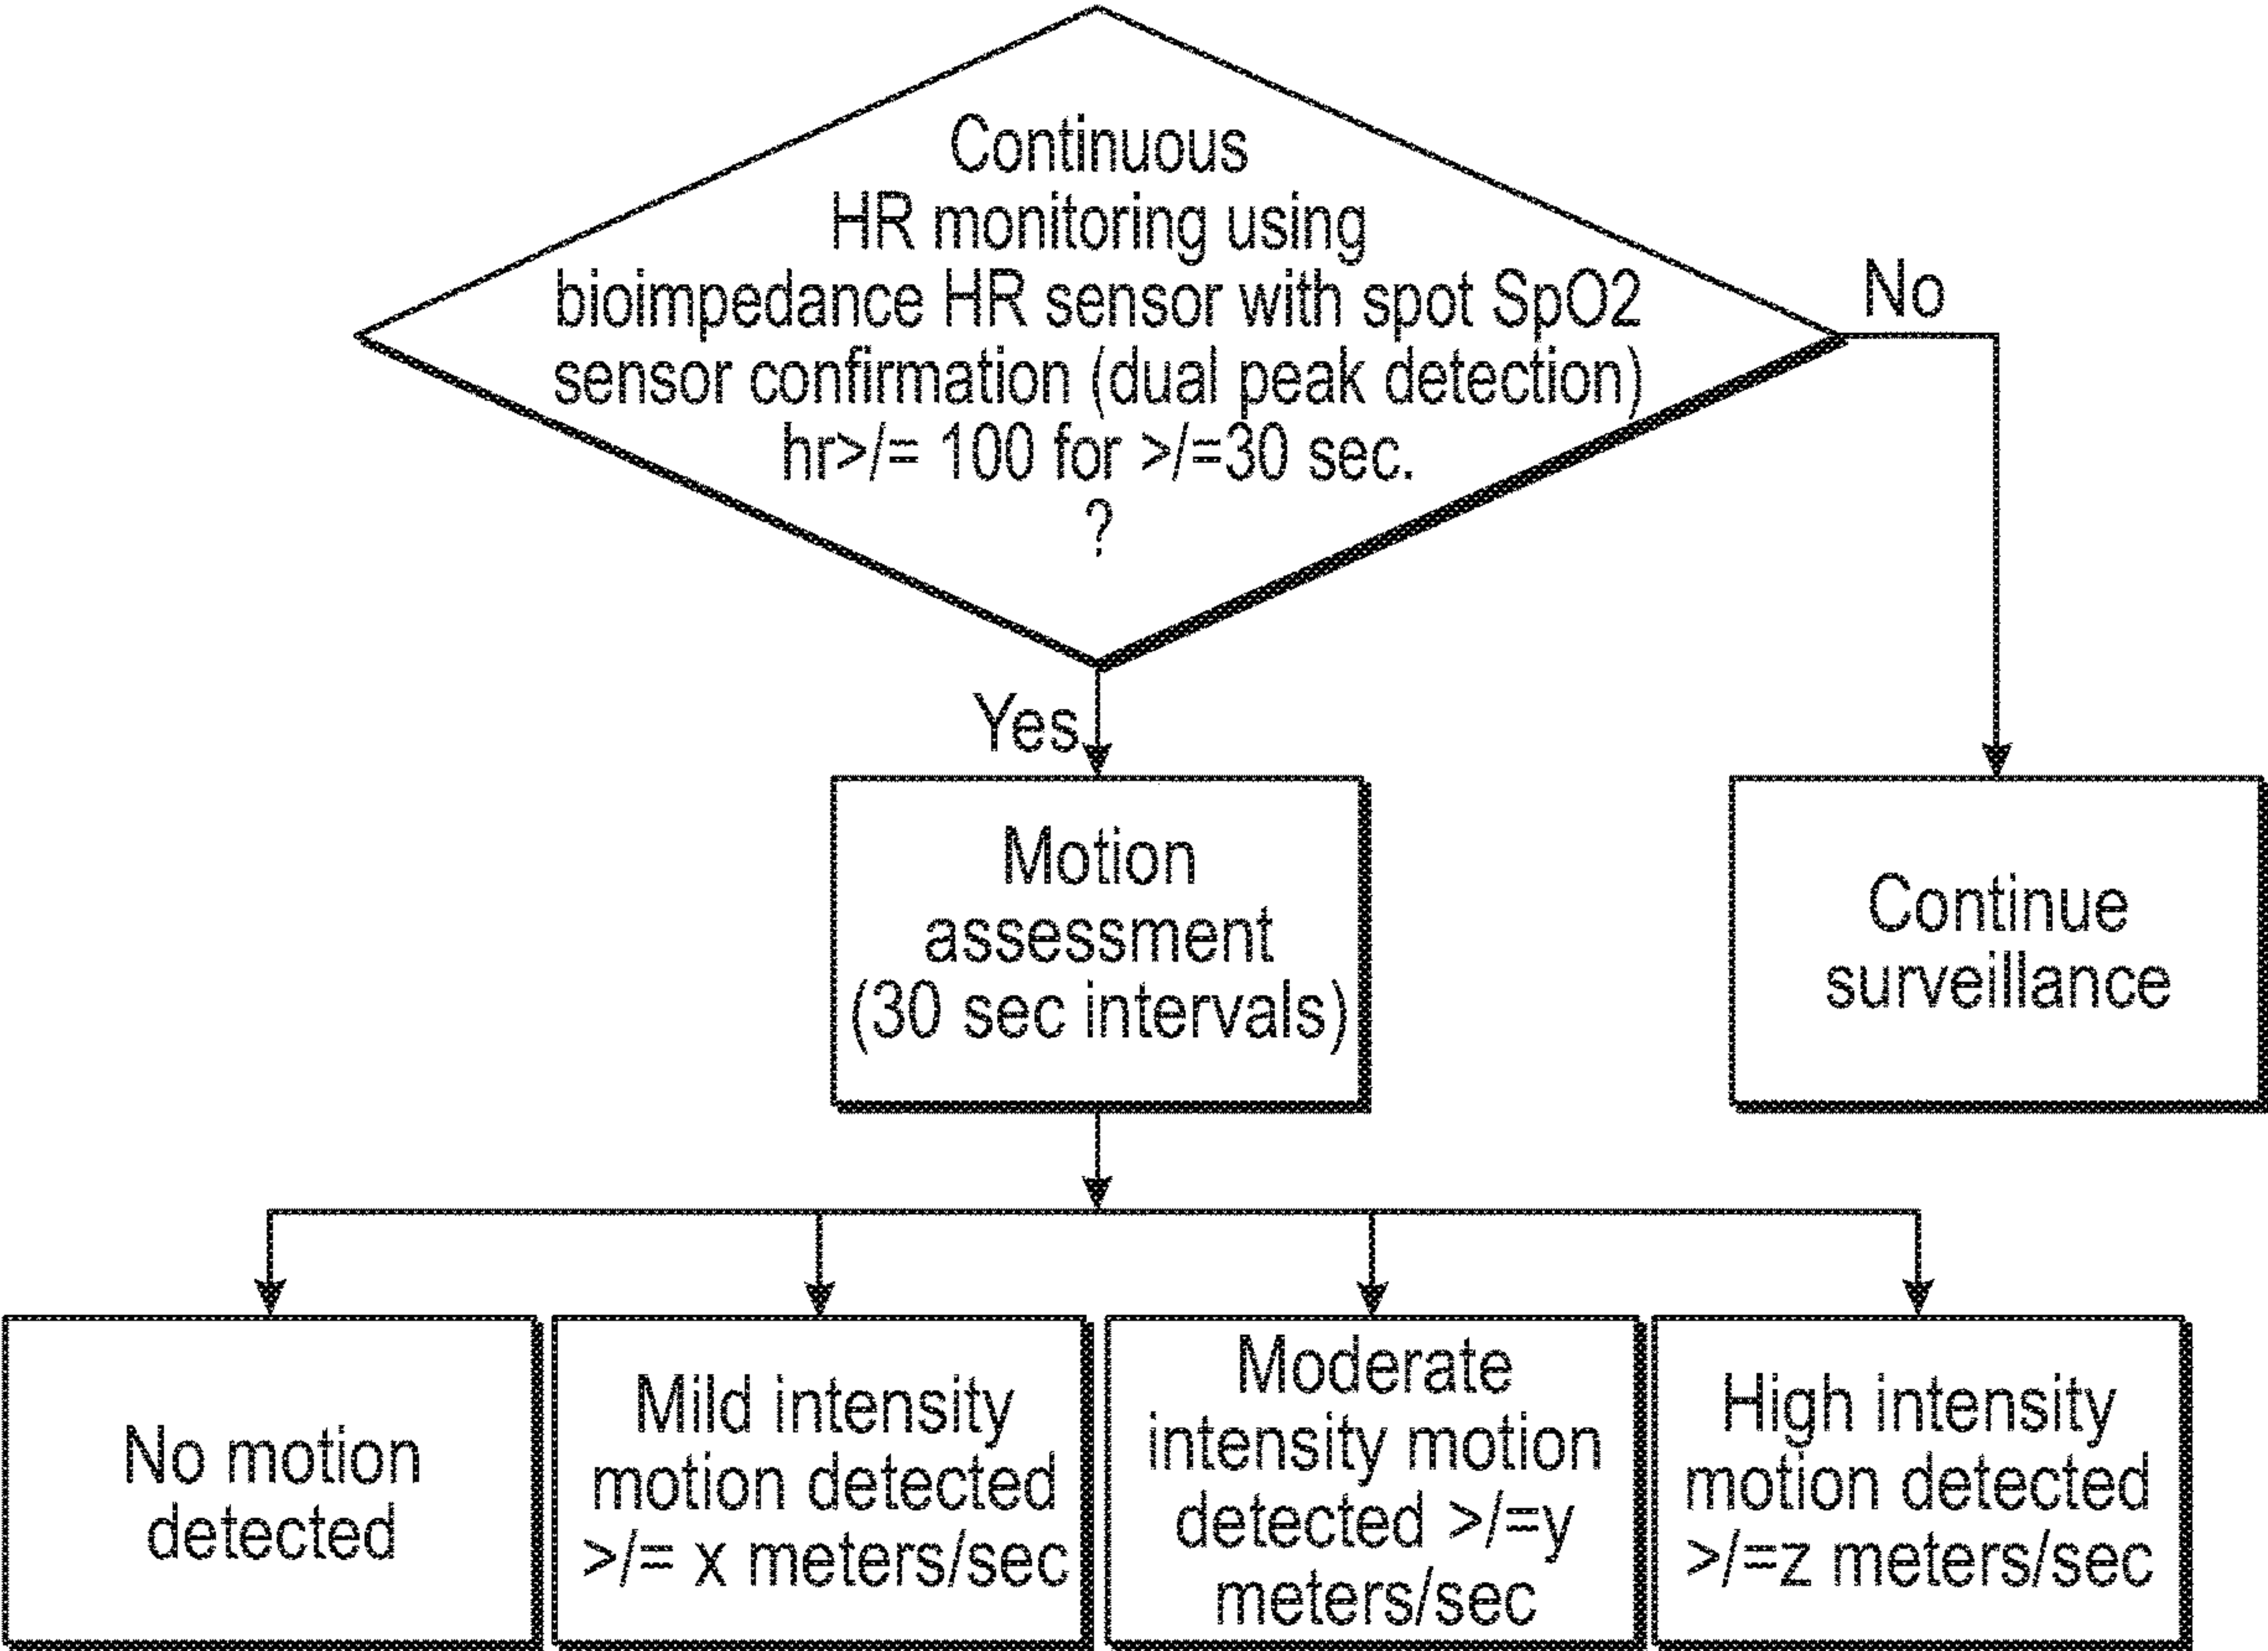 Continuous
HR monitoring using
bioimpedance HR sensor with spot SpO2
sensor confirmation (dual peak detection)
hr>/= 100 for >/=30 sec.
?
No
Yes
Motion
assessment
(30 sec intervals)
Continue
surveillance
No motion
detected
Mild intensity
motion detected
>/= x meters/sec
Moderate
intensity motion
detected >/=y
meters/sec
High intensity
motion detected
>/=z meters/sec